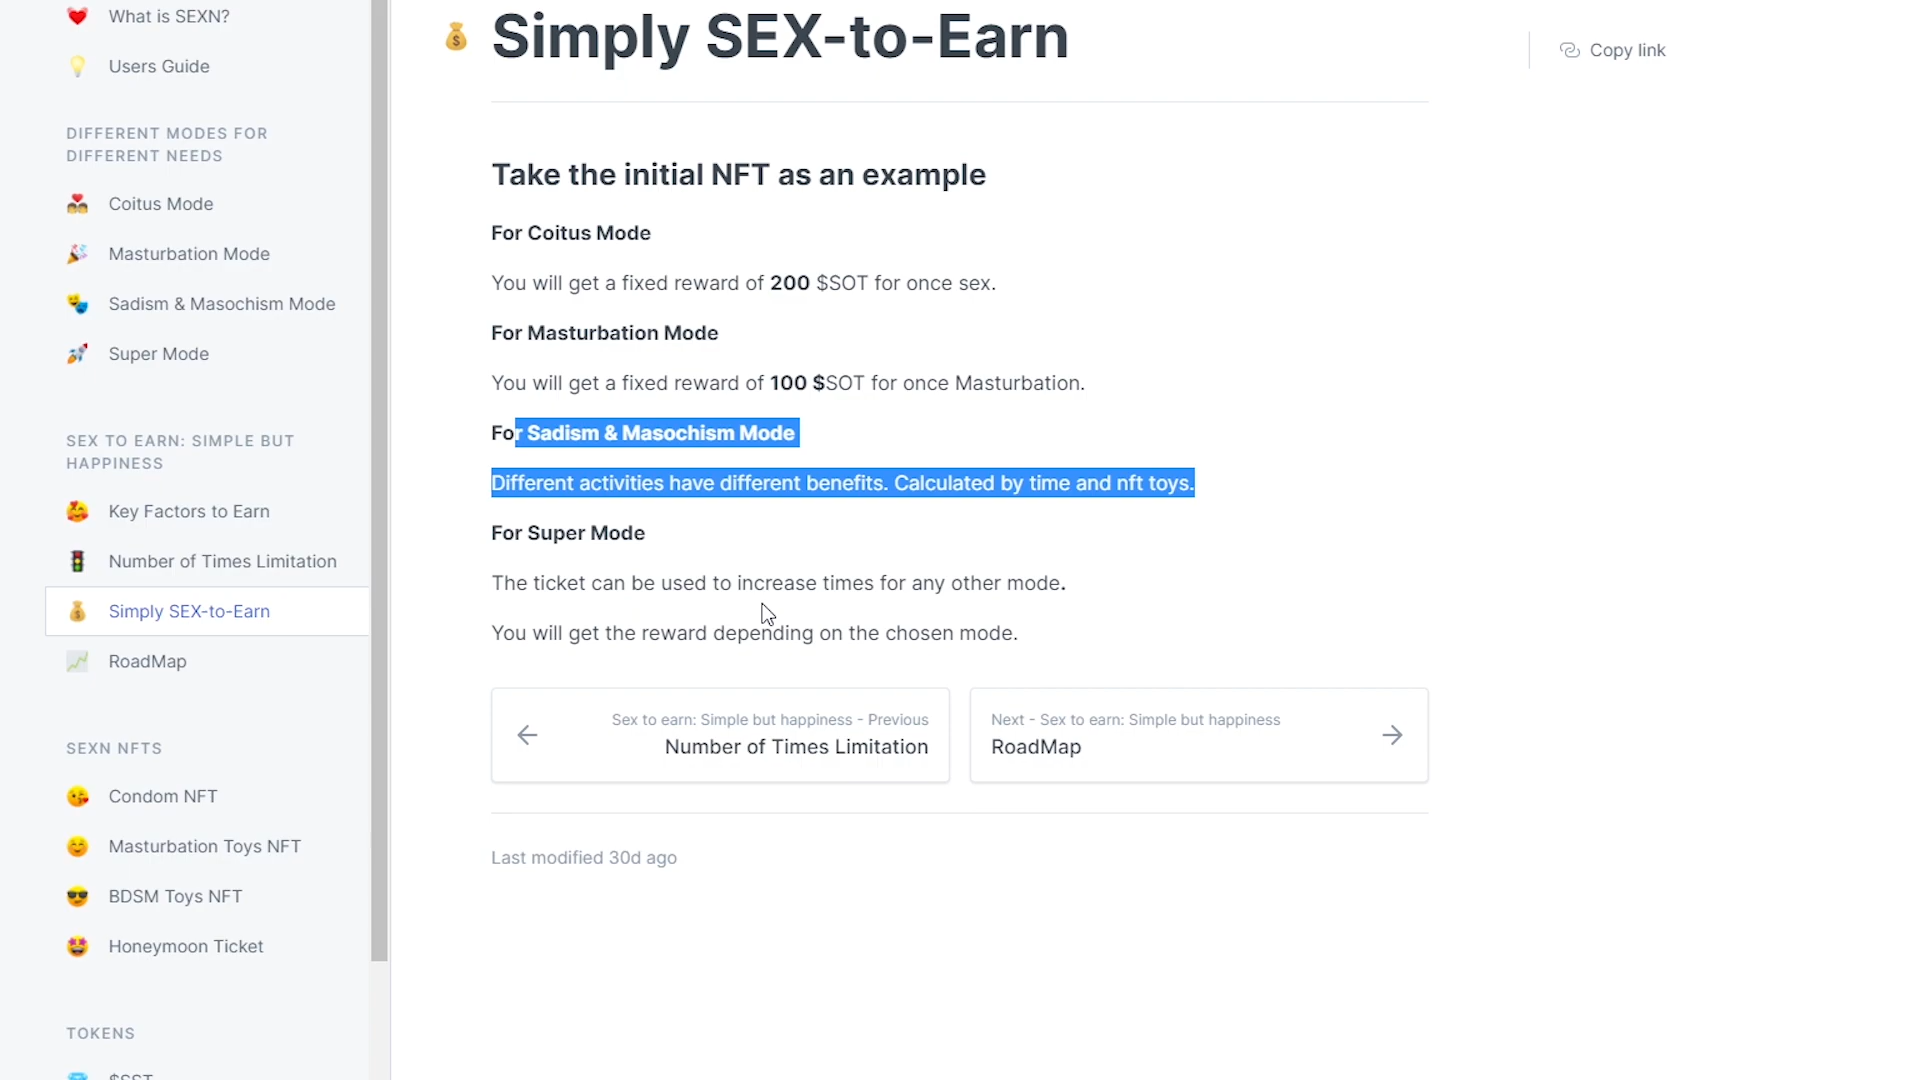 What is SEXN?
Users Guide
DIFFERENT MODES FOR
DIFFERENT NEEDS
Coitus Mode
Masturbation Mode
Sadism & Masochism Mode
Super Mode
SEX TO EARN: SIMPLE BUT
HAPPINESS
Key Factors to Earn
Number of Times Limitation
Simply SEX-to-Earn
RoadMap
SEXN NFTS
Condom NFT
Masturbation Toys NFT
BDSM Toys NFT
Honeymoon Ticket
TOKENS
$SST
Simply SEX-to-Earn
Copy link
Take the initial NFT as an example
For Coitus Mode
You will get a fixed reward of 200 $SOT for once sex.
For Masturbation Mode
You will get a fixed reward of 100 $SOT for once Masturbation.
For Sadism & Masochism Mode
Different activities have different benefits. Calculated by time and nft toys.
For Super Mode
The ticket can be used to increase times for any other mode.
You will get the reward depending on the chosen mode.
Sex to earn: Simple but happiness - Previous
Number of Times Limitation
Next - Sex to earn: Simple but happiness
RoadMap
Last modified 30d ago